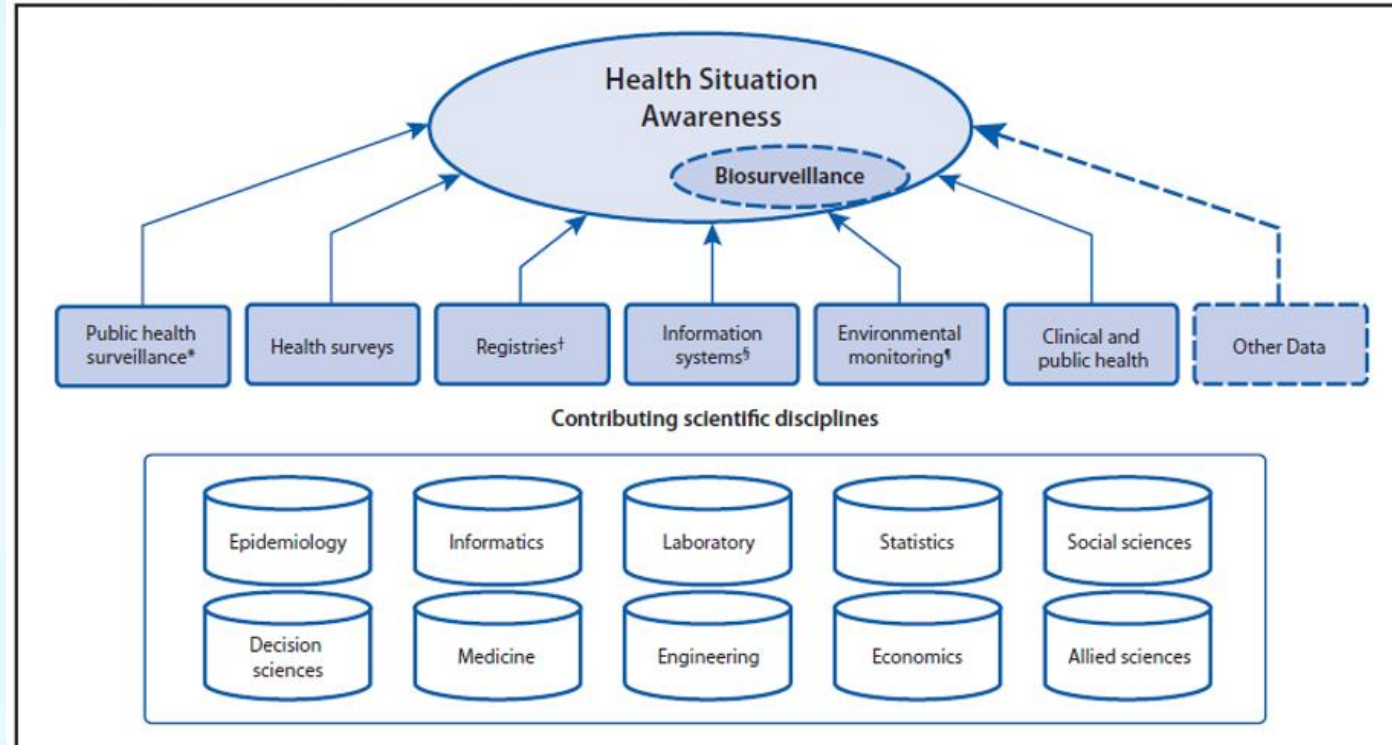 Health Situation
Awareness
Biosurveillance
Public health
surveillance*
Health surveys
Registries†
Information
systems§
Environmental
monitoring¶
Clinical and
public health
Other Data
Contributing scientific disciplines
Epidemiology
Informatics
Laboratory
Statistics
Social sciences
Decision
sciences
Medicine
Engineering
Economics
Allied sciences